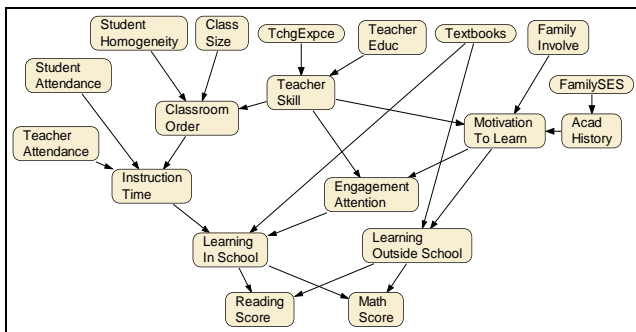 Student
Homogeneity
Class
Size
TchgExpce
Teacher
Educ
Textbooks
Family
Involve
Student
Attendance
FamilySES
Teacher
Skill
Classroom
Order
Motivation
To Learn
Acad
History
Teacher
Attendance
Instruction
Time
Engagement
Attention
Learning
In School
Learning
Outside School
Reading
Score
Math
Score